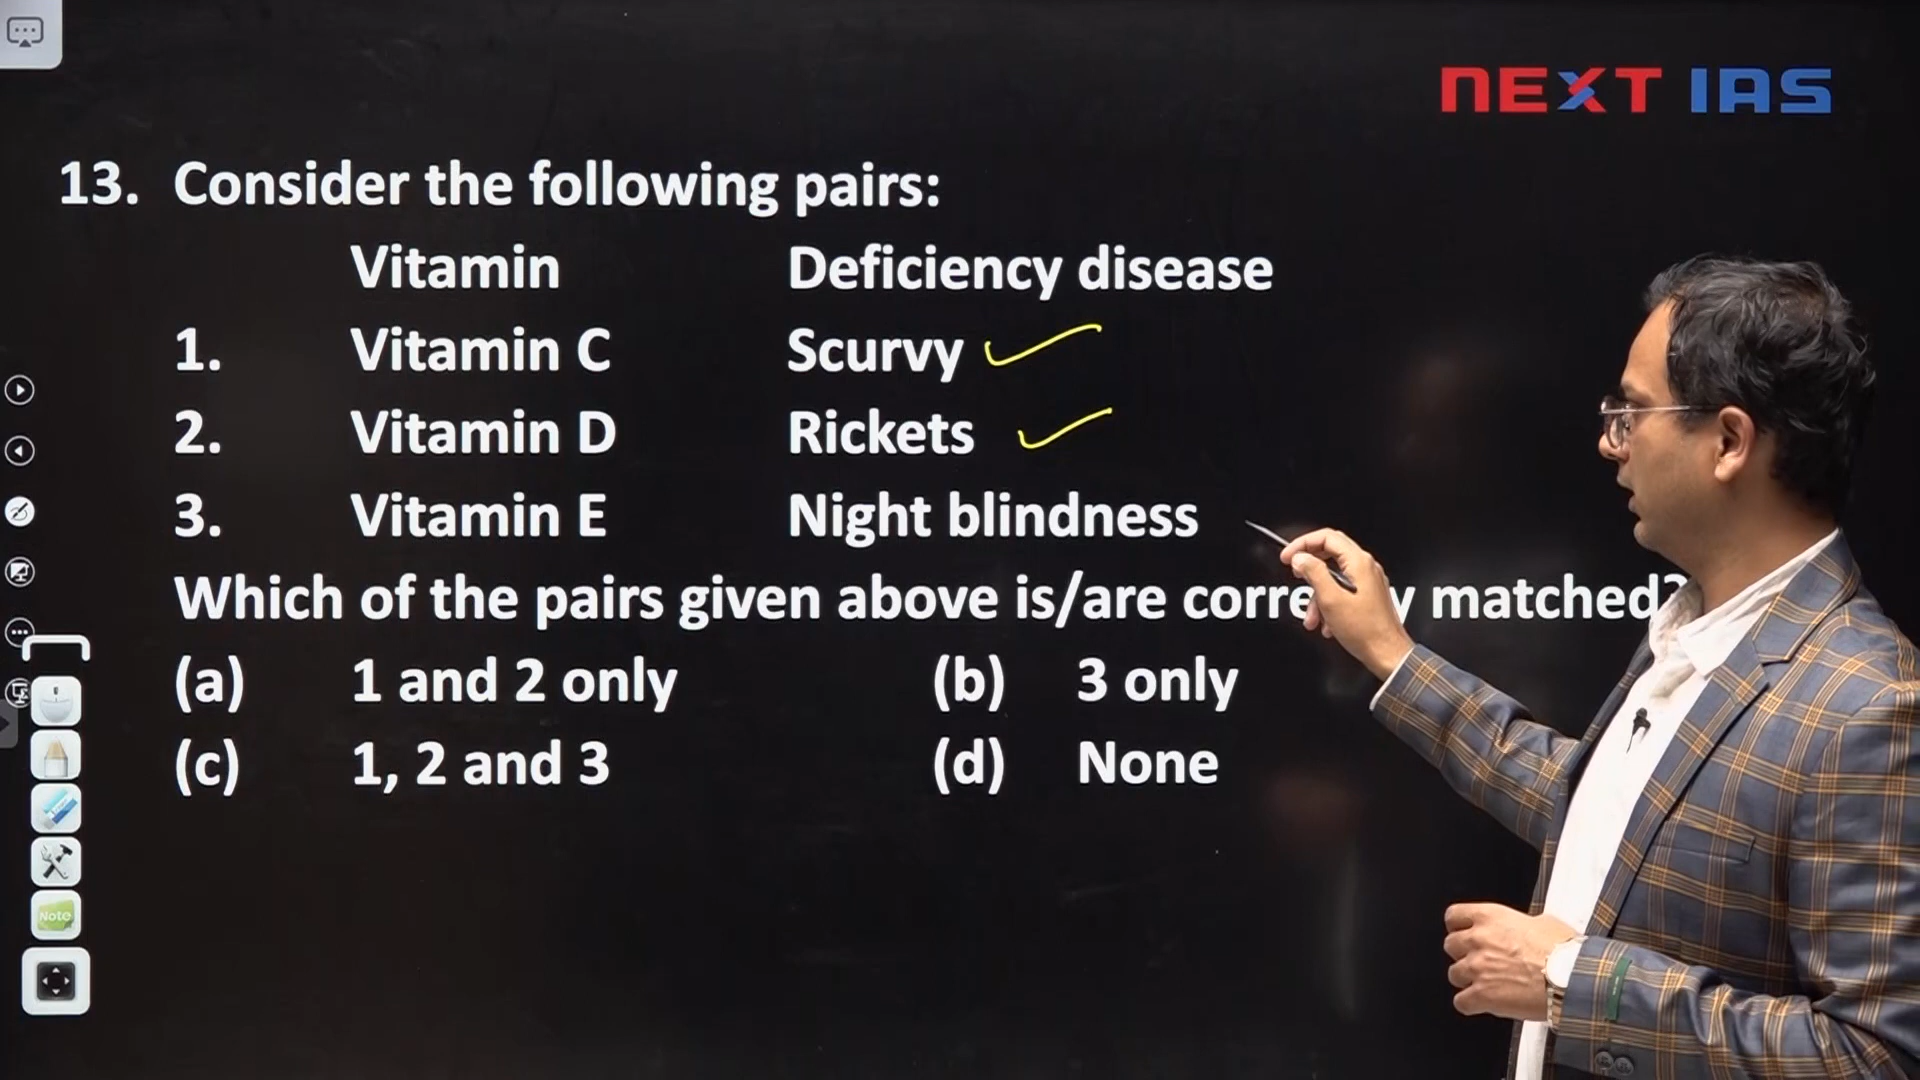 NEXT IAS
13. Consider the following pairs:
Vitamin Deficiency disease
1. Vitamin C Scurvy
2. Vitamin D Rickets
3. Vitamin E Night blindness
Which of the pairs given above is/are matched?
(a) 1 and 2 only (b) 3 only
(c) 1, 2 and 3 (d) None
Note